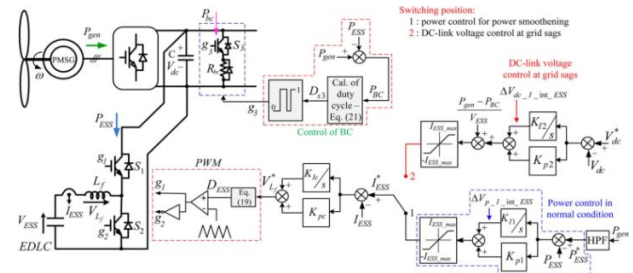 Switching position:
1 : power control for power smoothening
2 : DC-link voltage control at grid sags
P_gen
PMSG
ω
C
V_dc
P_bc
g_3
S_3
P_ESS
P_gen
P_BC
Cal. of duty cycle – Eq. (21)
D_s3
1
0
g_3
Control of BC
DC-link voltage
control at grid sags
ΔV_dc_I_int_ESS
P_gen − P_BC
V_ESS
I_ESS_max
-I_ESS_max
K_I2
s
K_p2
V*_dc
V_dc
2
1
P_ESS
g_1
S_1
L_f
I_ESS
V_Lf
V_ESS
EDLC
g_2
S_2
PWM
g_1
g_2
D_ESS
Eq. (19)
V*_Lf
K_Ic
s
K_pc
I*_ESS
I_ESS
Power control in
normal condition
ΔV_P_I_int_ESS
I_ESS_max
-I_ESS_max
K_I1
s
K_p1
P_ESS
P*_ESS
HPF
P_gen